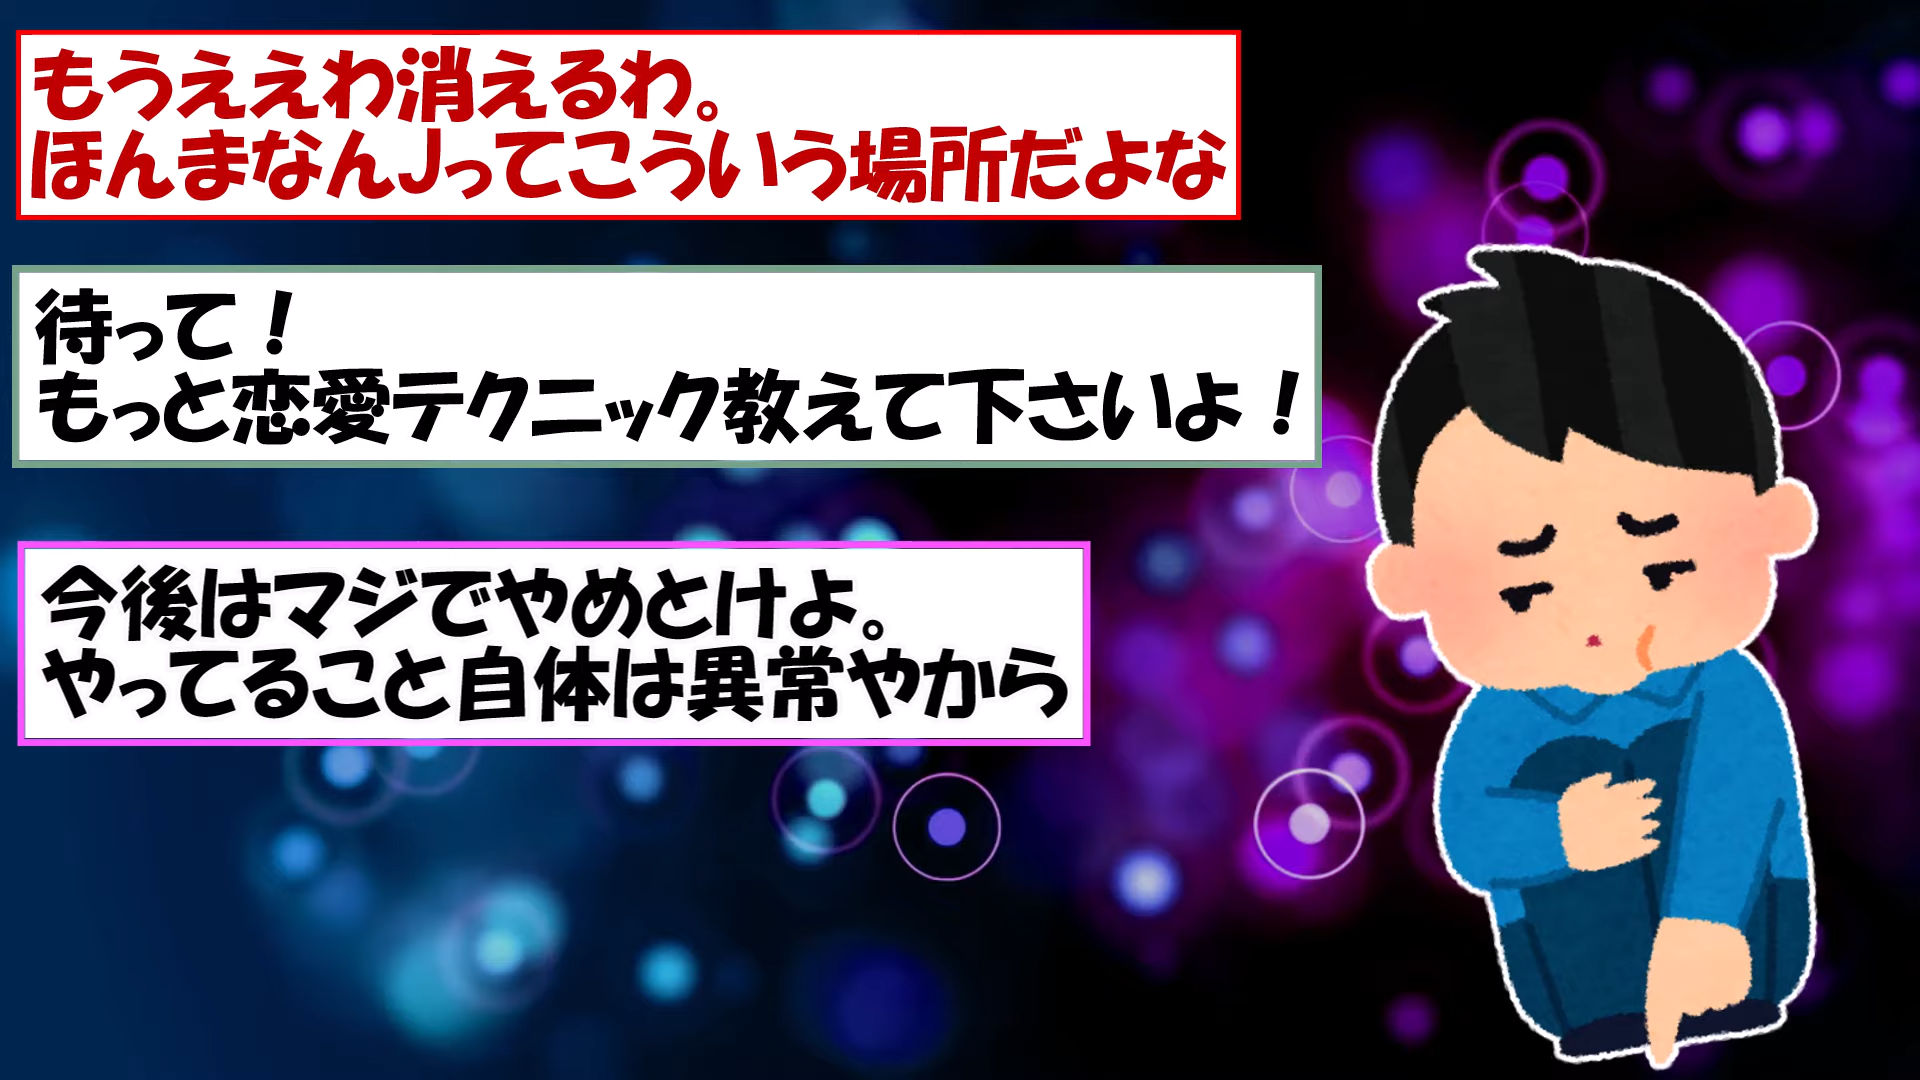 もうええわ消えるわ。
ほんまなんJってこういう場所だよな
待って！
もっと恋愛テクニック教えて下さいよ！
今後はマジでやめとけよ。
やってること自体は異常やから